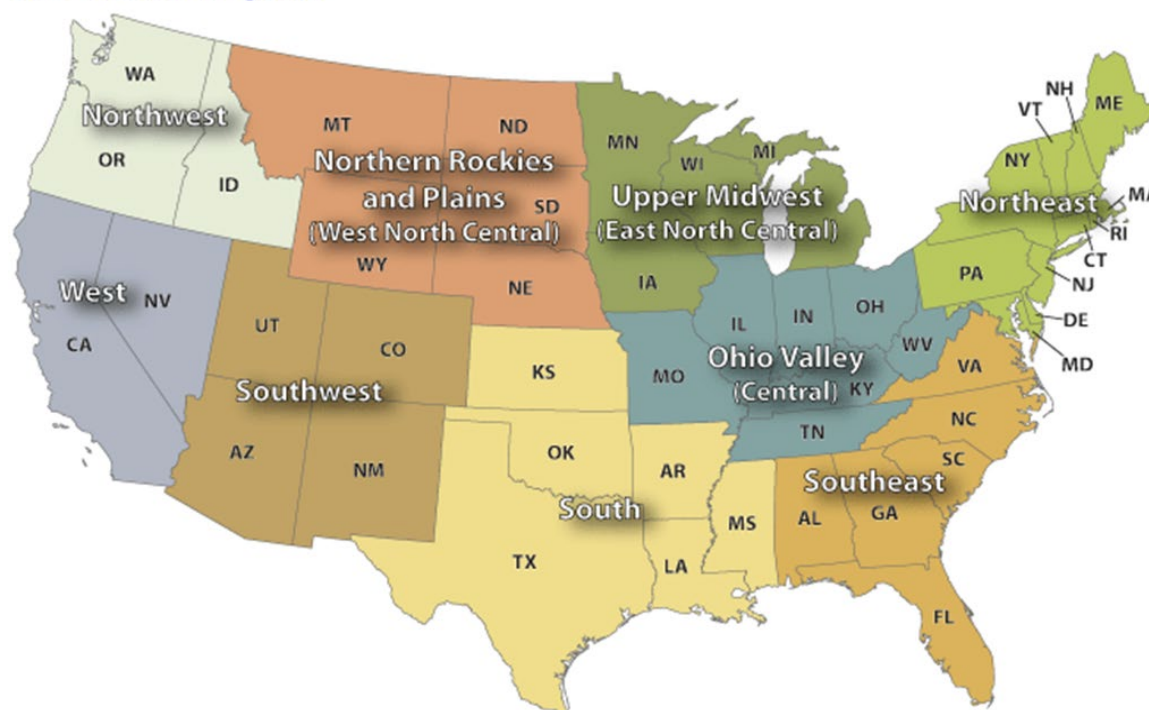 WA
Northwest
OR
ID
MT
ND
Northern Rockies
and Plains
(West North Central)
SD
WY
NE
MN
WI
MI
Upper Midwest
(East North Central)
IA
VT
NH
ME
NY
Northeast
MA
RI
CT
PA
NJ
DE
MD
West
NV
CA
UT
CO
Southwest
AZ
NM
KS
OK
AR
South
TX
LA
MS
IL
IN
OH
WV
Ohio Valley
(Central)
MO
KY
TN
VA
NC
SC
Southeast
AL
GA
FL